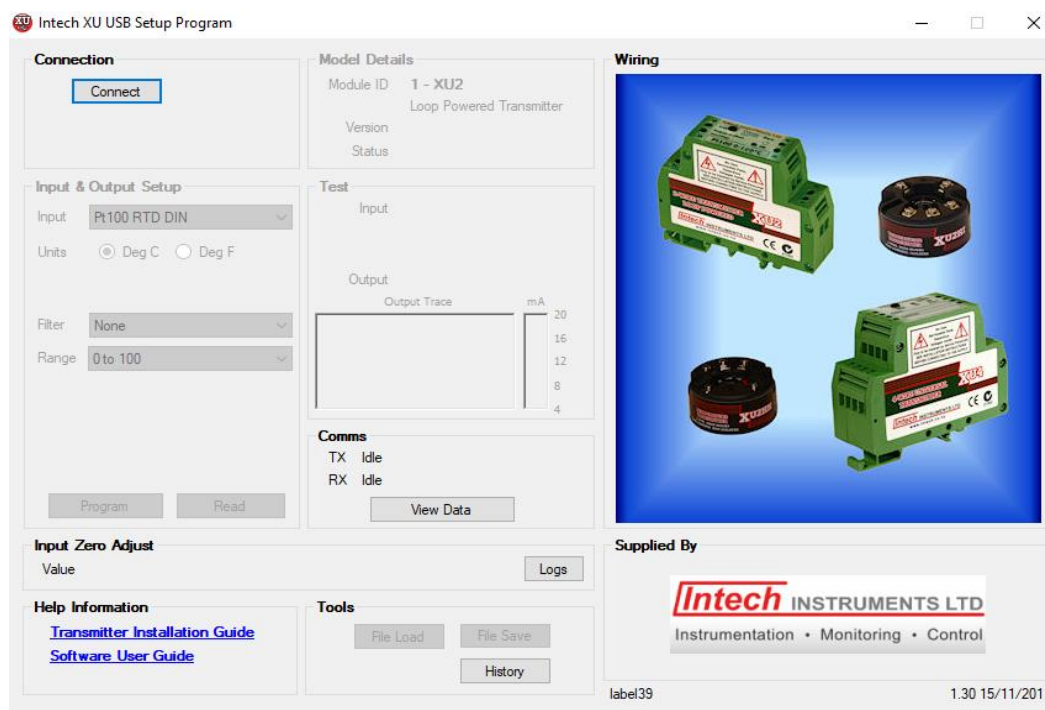 Intech XU USB Setup Program
Connection
Connect
Model Details
Module ID 1 - XU2
Loop Powered Transmitter
Version
Status
Input & Output Setup
Input Pt100 RTD DIN
Units Deg C Deg F
Filter None
Range 0 to 100
Program Read
Test
Input
Output
Output Trace mA
20
16
12
8
4
Comms
TX Idle
RX Idle
View Data
Wiring
XU2
XU4
Input Zero Adjust
Value
Logs
Help Information
Transmitter Installation Guide
Software User Guide
Tools
File Load File Save
History
Supplied By
Intech INSTRUMENTS LTD
Instrumentation • Monitoring • Control
label39
1.30 15/11/201